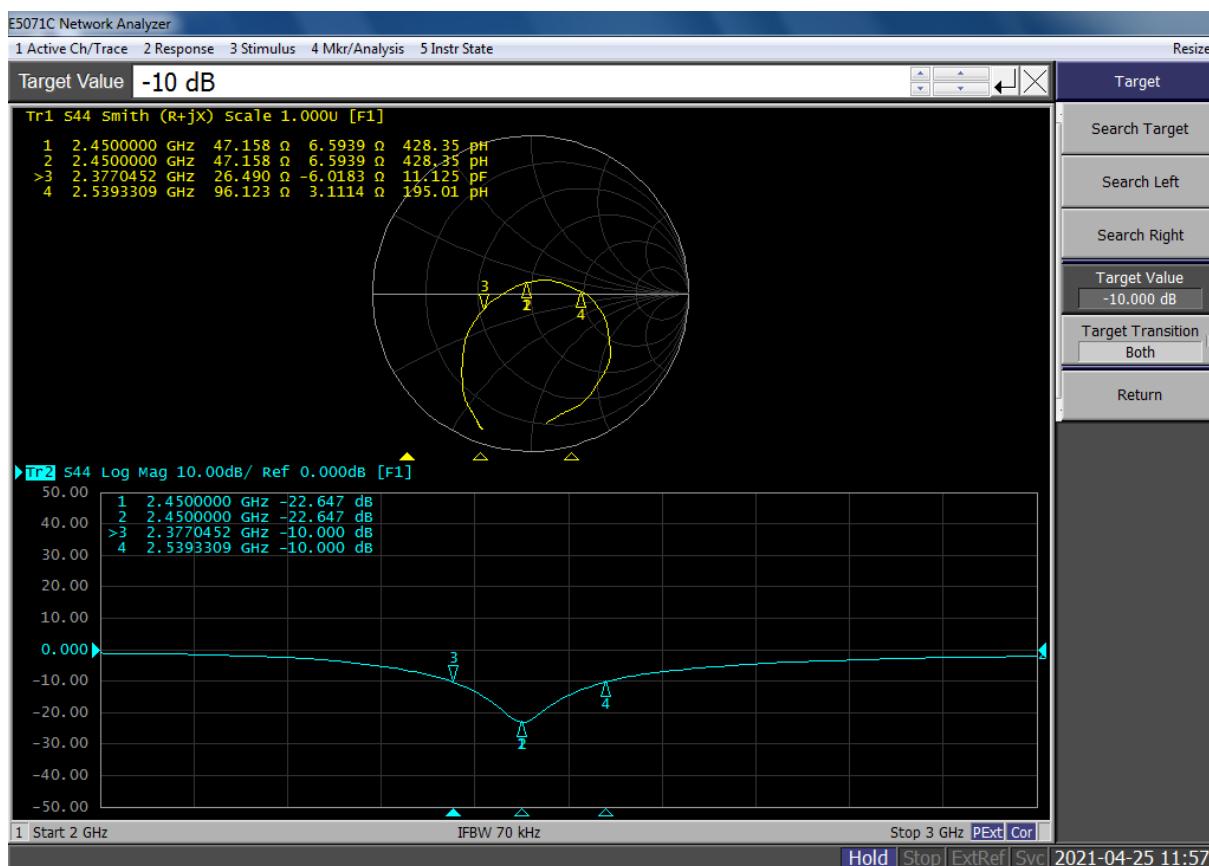 E5071C Network Analyzer
1 Active Ch/Trace 2 Response 3 Stimulus 4 Mkr/Analysis 5 Instr State Resize
Target Value -10 dB
Target
Search Target
Search Left
Search Right
Target Value
-10.000 dB
Target Transition
Both
Return
Tr1 S44 Smith (R+jX) Scale 1.000U [F1]
1 2.4500000 GHz 47.158 Ω 6.5939 Ω 428.35 pH
2 2.4500000 GHz 47.158 Ω 6.5939 Ω 428.35 pH
>3 2.3770452 GHz 26.490 Ω -6.0183 Ω 11.125 pF
4 2.5393309 GHz 96.123 Ω 3.1114 Ω 195.01 pH
3
4
Tr2 S44 Log Mag 10.00dB/ Ref 0.000dB [F1]
1 2.4500000 GHz -22.647 dB
2 2.4500000 GHz -22.647 dB
>3 2.3770452 GHz -10.000 dB
4 2.5393309 GHz -10.000 dB
50.00
40.00
30.00
20.00
10.00
0.000
-10.00
-20.00
-30.00
-40.00
-50.00
3
4
1 Start 2 GHz IFBW 70 kHz Stop 3 GHz PExt Cor
Hold Stop ExtRef Svc 2021-04-25 11:57